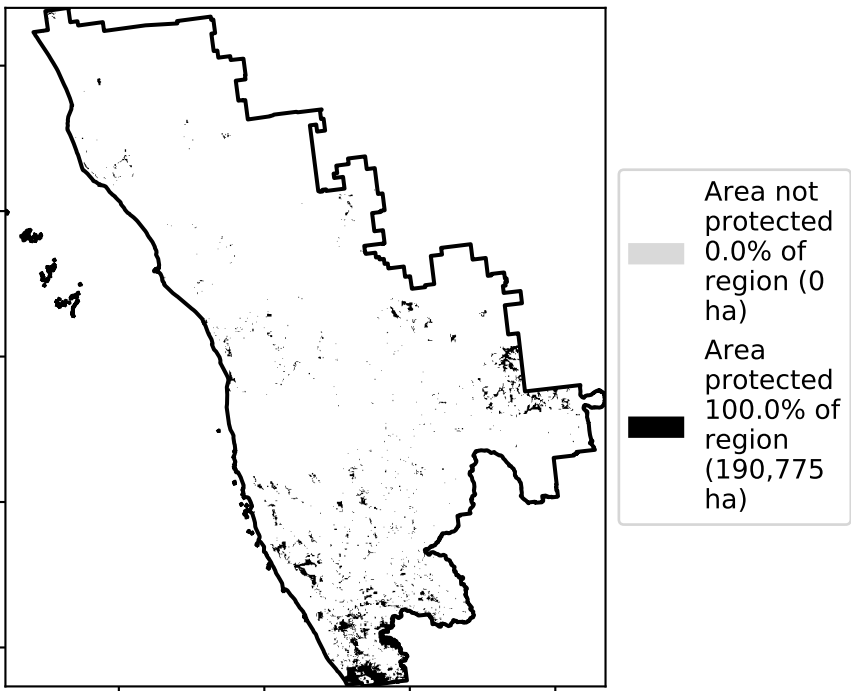 Area not
protected
0.0% of
region (0
ha)
Area
protected
100.0% of
region
(190,775
ha)